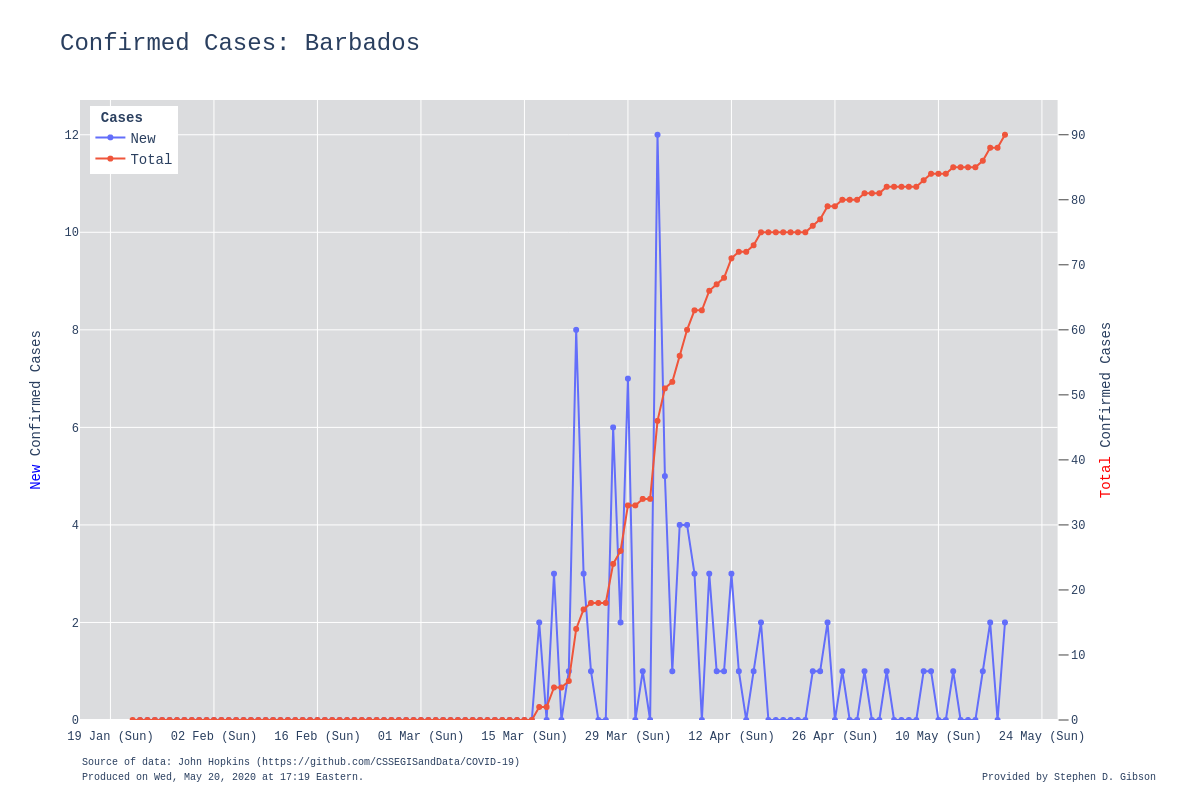 Confirmed Cases: Barbados
Cases
New
Total
12
10
8
6
4
2
0
90
80
70
60
50
40
30
20
10
0
New Confirmed Cases
Total Confirmed Cases
19 Jan (Sun) 02 Feb (Sun) 16 Feb (Sun) 01 Mar (Sun) 15 Mar (Sun) 29 Mar (Sun) 12 Apr (Sun) 26 Apr (Sun) 10 May (Sun) 24 May (Sun)
Source of data: John Hopkins (https://github.com/CSSEGISandData/COVID-19)
Produced on Wed, May 20, 2020 at 17:19 Eastern.
Provided by Stephen D. Gibson